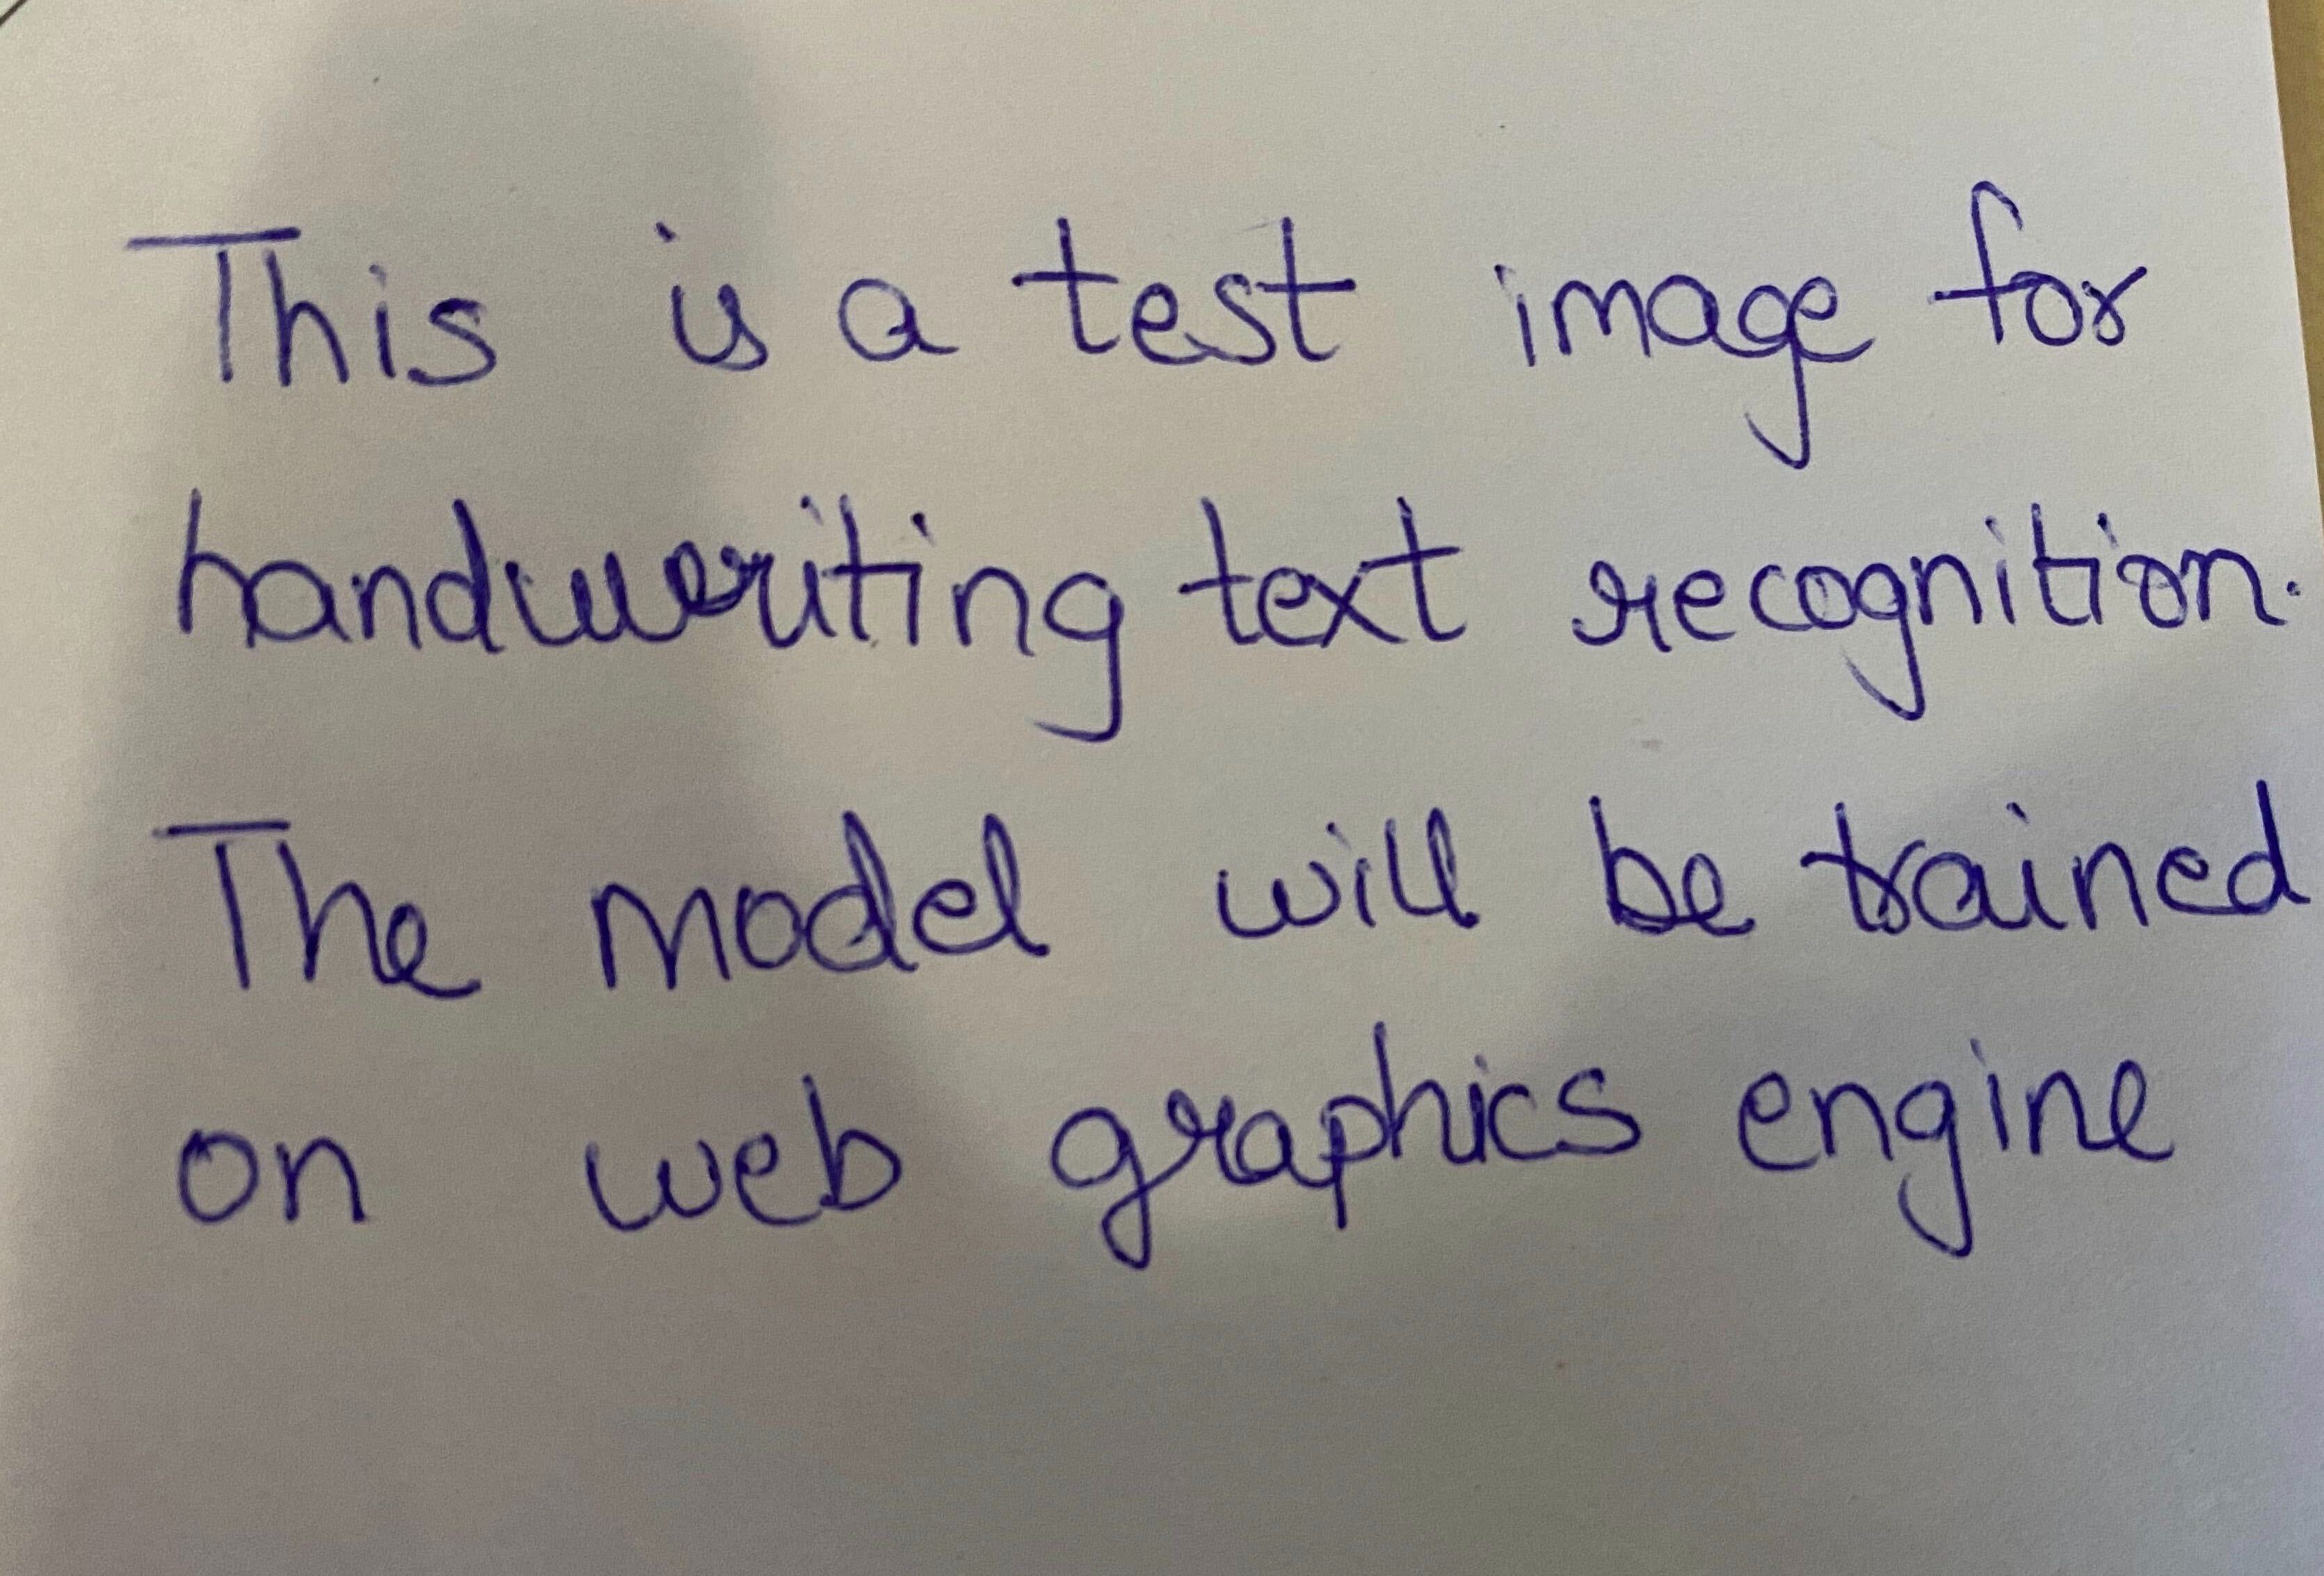 This is a test image for
handwriting text recognition.
The model will be trained
on web graphics engine